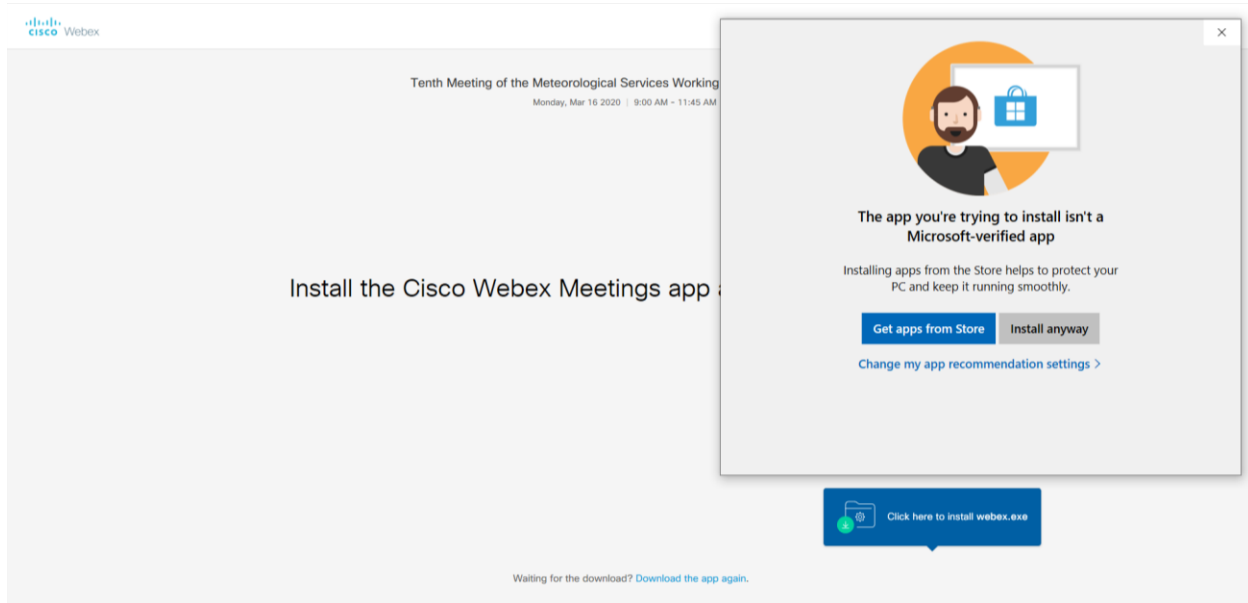 cisco Webex
Tenth Meeting of the Meteorological Services Working
Monday, Mar 16 2020 | 9:00 AM - 11:45 AM
Install the Cisco Webex Meetings app
The app you're trying to install isn't a
Microsoft-verified app
Installing apps from the Store helps to protect your
PC and keep it running smoothly.
Get apps from Store
Install anyway
Change my app recommendation settings >
Click here to install webex.exe
Waiting for the download? Download the app again.